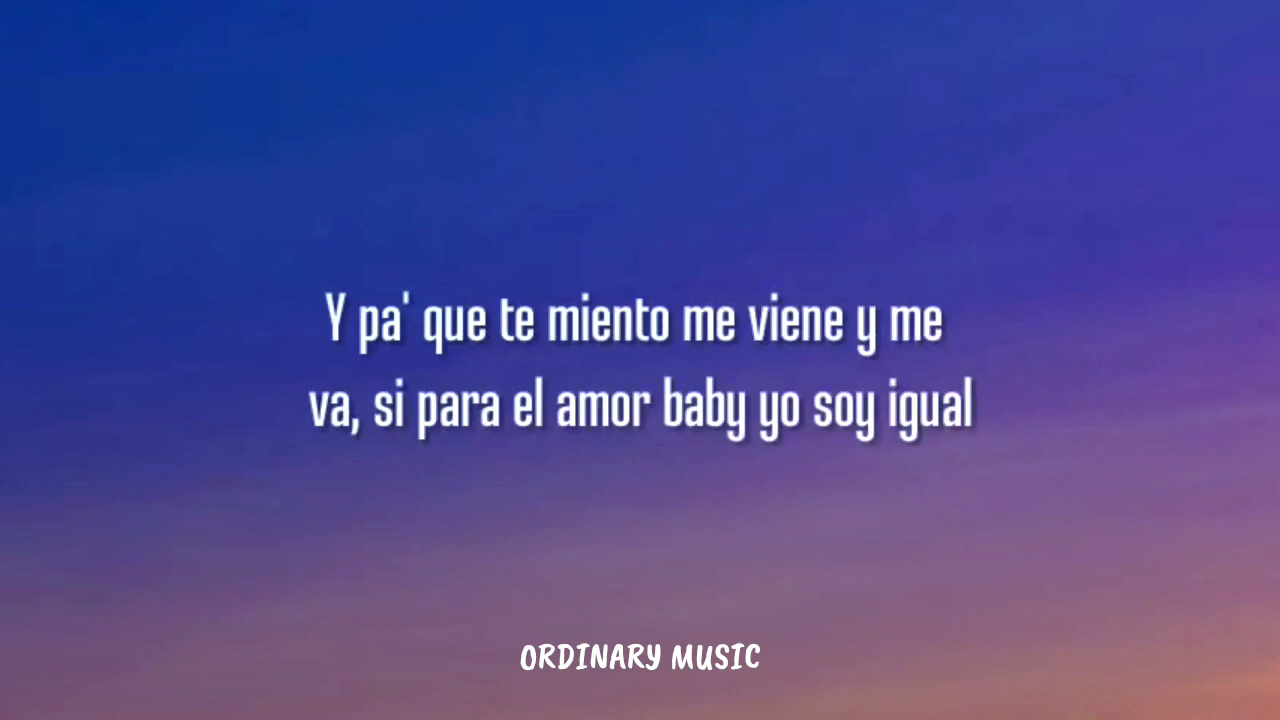 Y pa' que te miento me viene y me
va, si para el amor baby yo soy igual
ORDINARY MUSIC